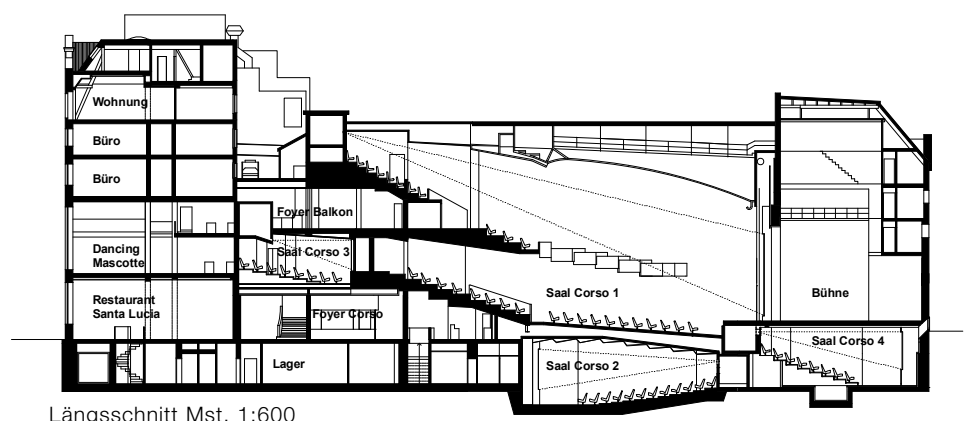 Wohnung
Büro
Büro
Foyer Balkon
Dancing
Mascotte
Saal Corso 3
Restaurant
Santa Lucia
Foyer Corso
Saal Corso 1
Bühne
Saal Corso 4
Lager
Saal Corso 2
Längsschnitt Mst. 1:600